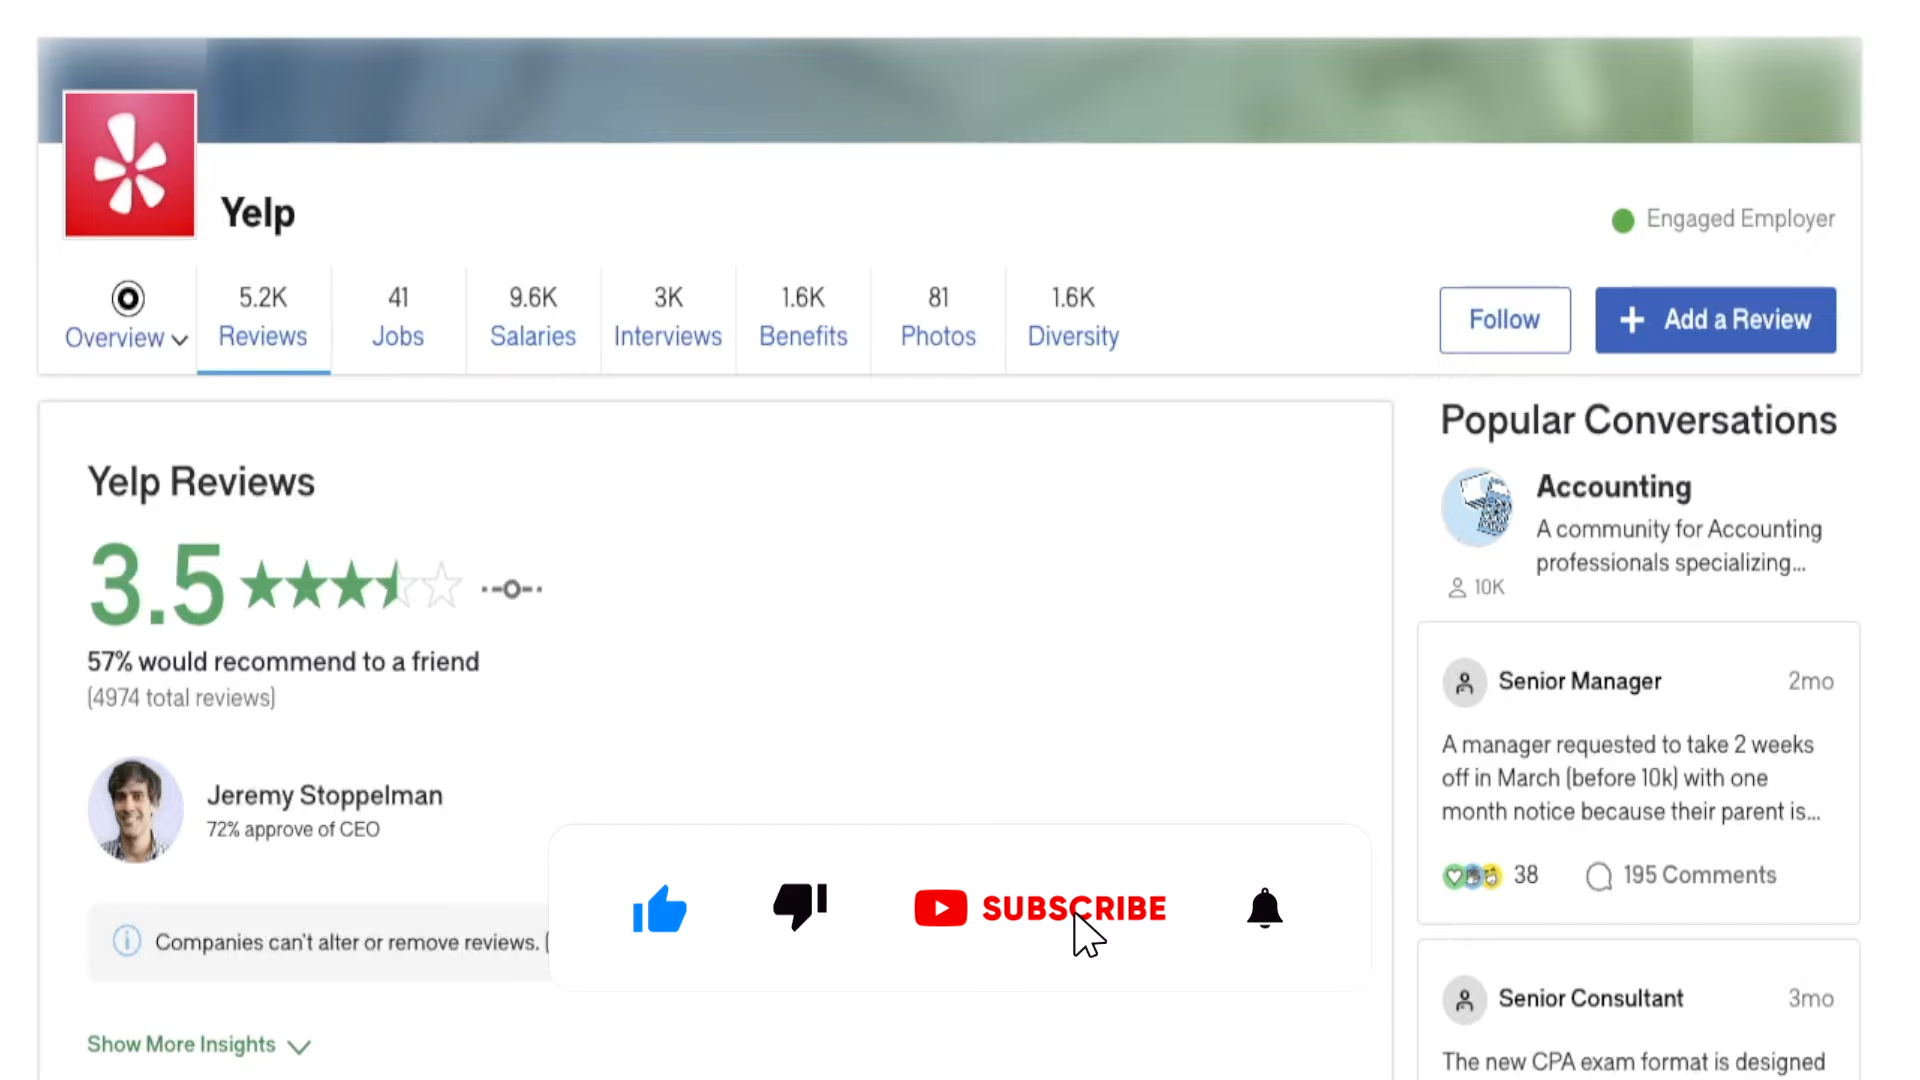 Yelp
Engaged Employer
Overview
5.2K
Reviews
41
Jobs
9.6K
Salaries
3K
Interviews
1.6K
Benefits
81
Photos
1.6K
Diversity
Follow
+ Add a Review
Yelp Reviews
3.5
57% would recommend to a friend
(4974 total reviews)
Jeremy Stoppelman
72% approve of CEO
Companies can't alter or remove reviews. (
Show More Insights
SUBSCRIBE
Popular Conversations
Accounting
A community for Accounting
professionals specializing...
10K
Senior Manager 2mo
A manager requested to take 2 weeks
off in March (before 10k) with one
month notice because their parent is...
38 195 Comments
Senior Consultant 3mo
The new CPA exam format is designed